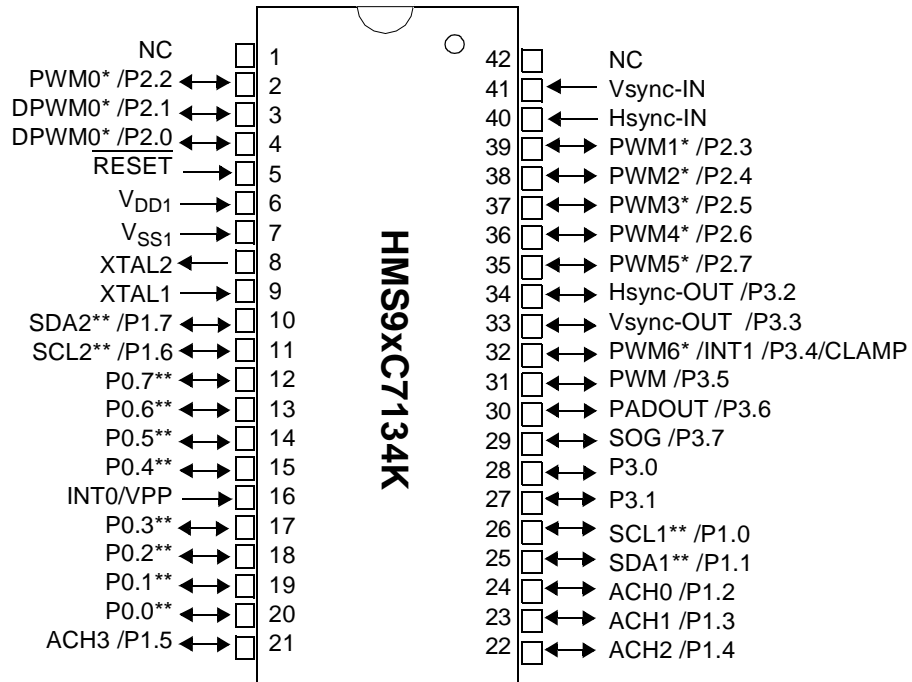 NC 1
PWM0* /P2.2 2
DPWM0* /P2.1 3
DPWM0* /P2.0 4
RESET 5
VDD1 6
VSS1 7
XTAL2 8
XTAL1 9
SDA2** /P1.7 10
SCL2** /P1.6 11
P0.7** 12
P0.6** 13
P0.5** 14
P0.4** 15
INT0/VPP 16
P0.3** 17
P0.2** 18
P0.1** 19
P0.0** 20
ACH3 /P1.5 21
HMS9xC7134K
42 NC
41 Vsync-IN
40 Hsync-IN
39 PWM1* /P2.3
38 PWM2* /P2.4
37 PWM3* /P2.5
36 PWM4* /P2.6
35 PWM5* /P2.7
34 Hsync-OUT /P3.2
33 Vsync-OUT /P3.3
32 PWM6* /INT1 /P3.4/CLAMP
31 PWM /P3.5
30 PADOUT /P3.6
29 SOG /P3.7
28 P3.0
27 P3.1
26 SCL1** /P1.0
25 SDA1** /P1.1
24 ACH0 /P1.2
23 ACH1 /P1.3
22 ACH2 /P1.4